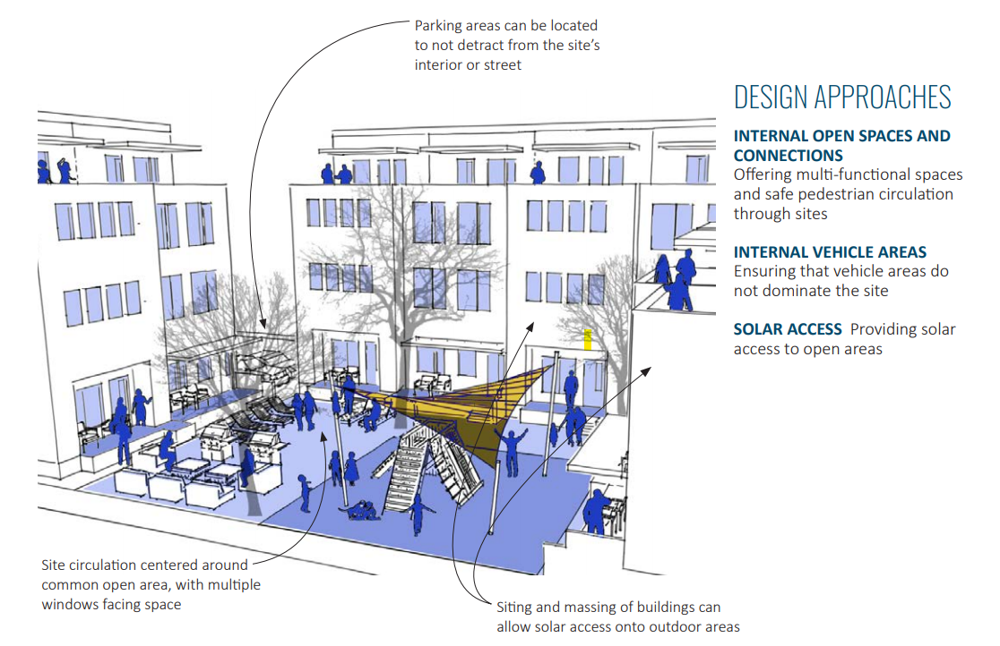 Parking areas can be located
to not detract from the site's
interior or street
DESIGN APPROACHES
INTERNAL OPEN SPACES AND
CONNECTIONS
Offering multi-functional spaces
and safe pedestrian circulation
through sites
INTERNAL VEHICLE AREAS
Ensuring that vehicle areas do
not dominate the site
SOLAR ACCESS Providing solar
access to open areas
Site circulation centered around
common open area, with multiple
windows facing space
Siting and massing of buildings can
allow solar access onto outdoor areas